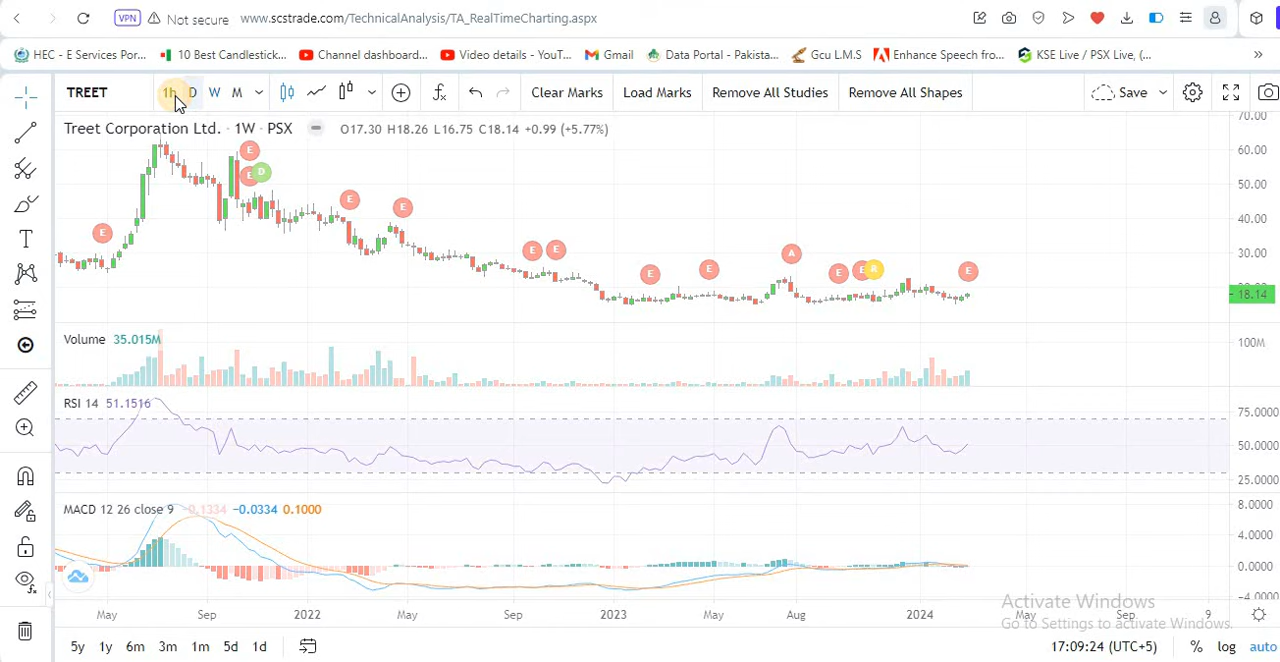 VPN Not secure www.scstrade.com/TechnicalAnalysis/TA_RealTimeCharting.aspx
HEC - E Services Por... 10 Best Candlestick... Channel dashboard... Video details - YouT... Gmail Data Portal - Pakista... Gcu L.M.S Enhance Speech fro... KSE Live / PSX Live, (... »
TREET 1h D W M Clear Marks Load Marks Remove All Studies Remove All Shapes Save
Treet Corporation Ltd. · 1W · PSX O17.30 H18.26 L16.75 C18.14 +0.99 (+5.77%)
70.00
60.00
50.00
40.00
30.00
18.14
E E E D E E E E E E A E E R E
Volume 35.015M
100M
RSI 14 51.1516
75.0000
50.0000
25.0000
MACD 12 26 close 9 -0.1334 -0.0334 0.1000
8.0000
4.0000
0.0000
-4.0000
Activate Windows
May Sep 2022 May Sep 2023 May Aug 2024 May Sep 9
Go to Settings to activate Windows.
5y 1y 6m 3m 1m 5d 1d 17:09:24 (UTC+5) % log auto